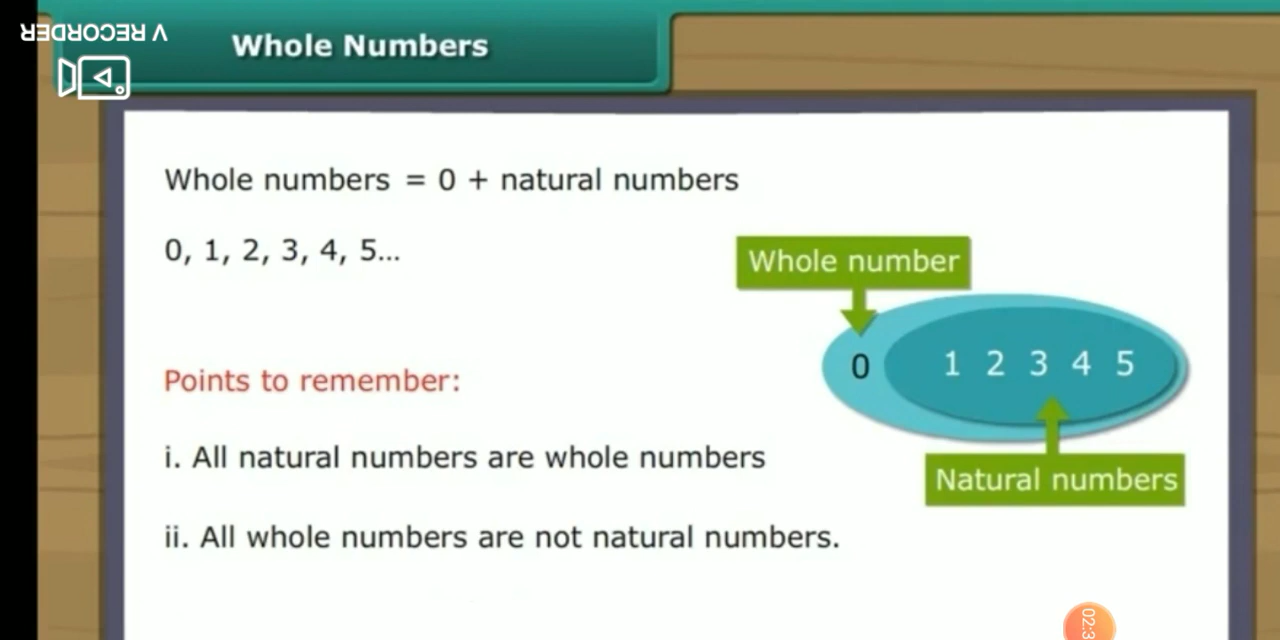 V RECORDER
Whole Numbers
Whole numbers = 0 + natural numbers
0, 1, 2, 3, 4, 5...
Whole number
0 1 2 3 4 5
Points to remember:
Natural numbers
i. All natural numbers are whole numbers
ii. All whole numbers are not natural numbers.